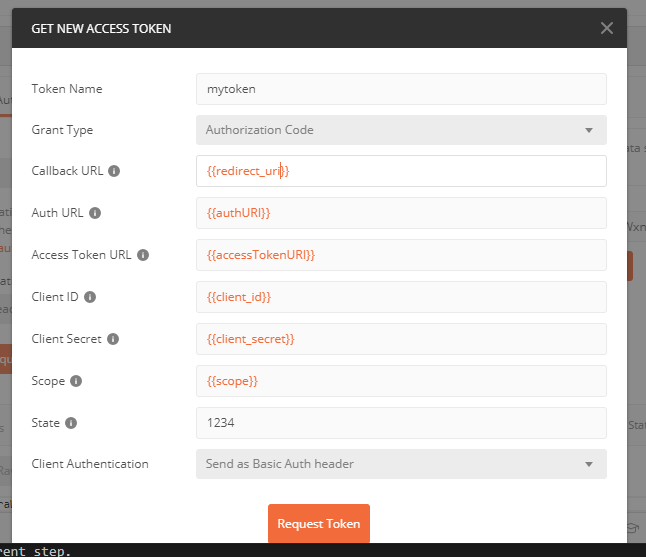 GET NEW ACCESS TOKEN
Token Name
mytoken
Grant Type
Authorization Code
Callback URL
{{redirect_uri}}
Auth URL
{{authURI}}
Access Token URL
{{accessTokenURI}}
Client ID
{{client_id}}
Client Secret
{{client_secret}}
Scope
{{scope}}
State
1234
Client Authentication
Send as Basic Auth header
Request Token
rent step.